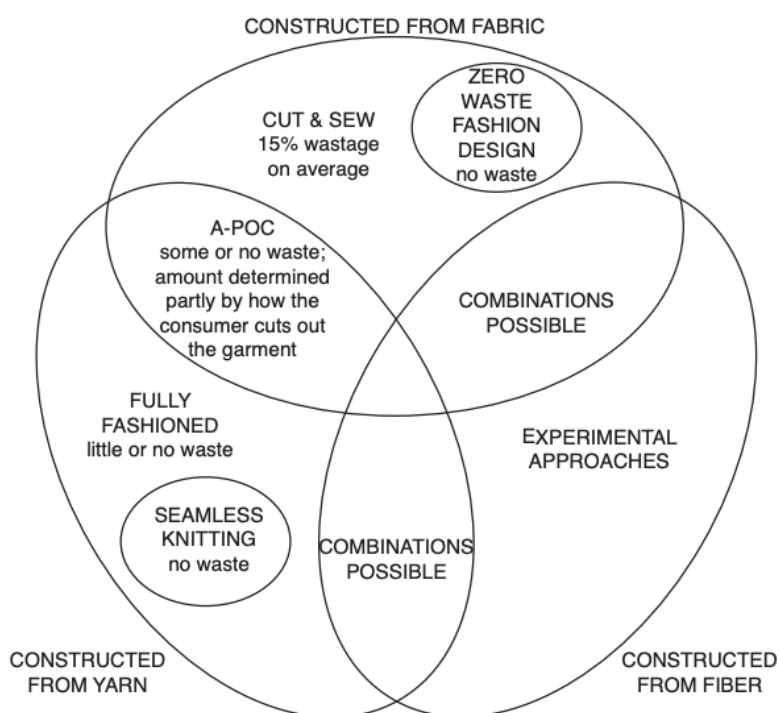 CONSTRUCTED FROM FABRIC
ZERO
WASTE
FASHION
DESIGN
no waste
CUT & SEW
15% wastage
on average
A-POC
some or no waste;
amount determined
partly by how the
consumer cuts out
the garment
COMBINATIONS
POSSIBLE
FULLY
FASHIONED
little or no waste
EXPERIMENTAL
APPROACHES
SEAMLESS
KNITTING
no waste
COMBINATIONS
POSSIBLE
CONSTRUCTED
FROM YARN
CONSTRUCTED
FROM FIBER